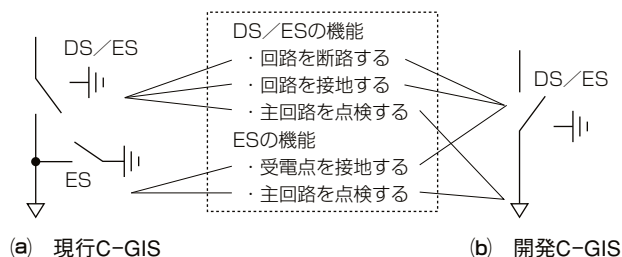 DS／ES
ES
(a) 現行C-GIS
DS／ESの機能
・回路を断路する
・回路を接地する
・主回路を点検する
ESの機能
・受電点を接地する
・主回路を点検する
DS／ES
(b) 開発C-GIS